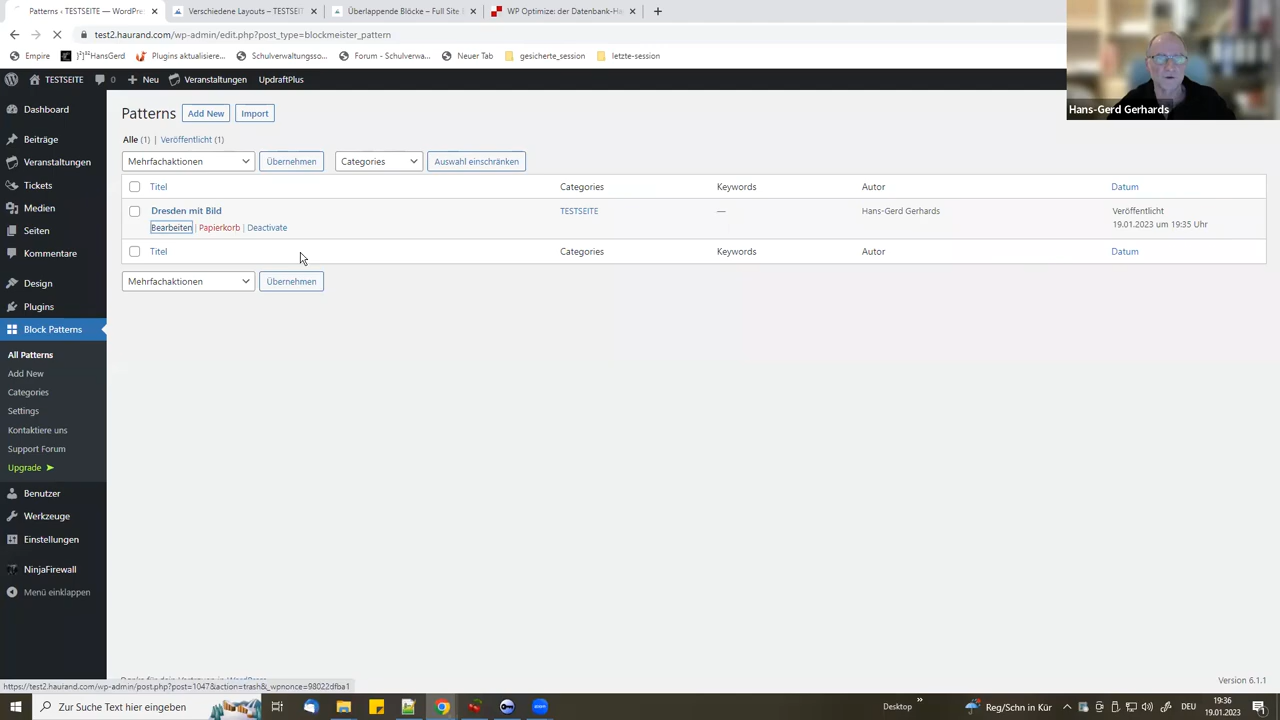 Patterns ‹ TESTSEITE — WordPre
Verschiedene Layouts – TESTSEIT
Überlappende Blöcke – Full Site E
WP Optimize: der Datenbank-Ha
test2.haurand.com/wp-admin/edit.php?post_type=blockmeister_pattern
Empire
HansGerd
Plugins aktualisiere...
Schulverwaltungsso...
Forum - Schulverwa...
Neuer Tab
gesicherte_session
letzte-session
TESTSEITE
0
Neu
Veranstaltungen
UpdraftPlus
Hans-Gerd Gerhards
Dashboard
Beiträge
Veranstaltungen
Tickets
Medien
Seiten
Kommentare
Design
Plugins
Block Patterns
All Patterns
Add New
Categories
Settings
Kontaktiere uns
Support Forum
Upgrade ➤
Benutzer
Werkzeuge
Einstellungen
NinjaFirewall
Menü einklappen
Patterns Add New Import
Alle (1) | Veröffentlicht (1)
Mehrfachaktionen Übernehmen Categories Auswahl einschränken
Titel Categories Keywords Autor Datum
Dresden mit Bild TESTSEITE — Hans-Gerd Gerhards Veröffentlicht
Bearbeiten | Papierkorb | Deactivate 19.01.2023 um 19:35 Uhr
Titel Categories Keywords Autor Datum
Mehrfachaktionen Übernehmen
Version 6.1.1
https://test2.haurand.com/wp-admin/post.php?post=1047&action=trash&_wpnonce=98022dfba1
Zur Suche Text hier eingeben
Desktop
Reg/Schn in Kür
DEU
19:36
19.01.2023